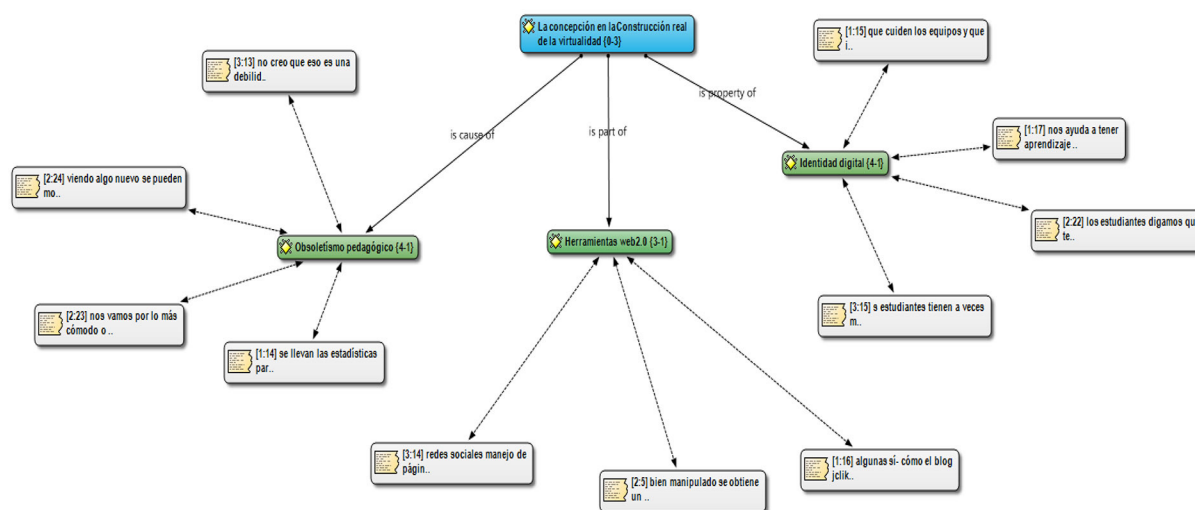 La concepción en la Construcción real
de la virtualidad {0-3}
[1:15] que cuiden los equipos y que
i..
[3:13] no creo que eso es una
debilid..
is property of
is cause of
is part of
[1:17] nos ayuda a tener
aprendizaje ..
Identidad digital {4-1}
[2:24] viendo algo nuevo se pueden
mo..
[2:22] los estudiantes digamos qu
te..
Obsoletismo pedagógico {4-1}
Herramientas web2.0 {3-1}
[3:15] s estudiantes tienen a veces
m..
[2:23] nos vamos por lo más
cómodo o ..
[1:14] se llevan las estadísticas
par..
[3:14] redes sociales manejo de
págin..
[1:16] algunas sí- cómo el blog
jclik..
[2:5] bien manipulado se obtiene
un ..